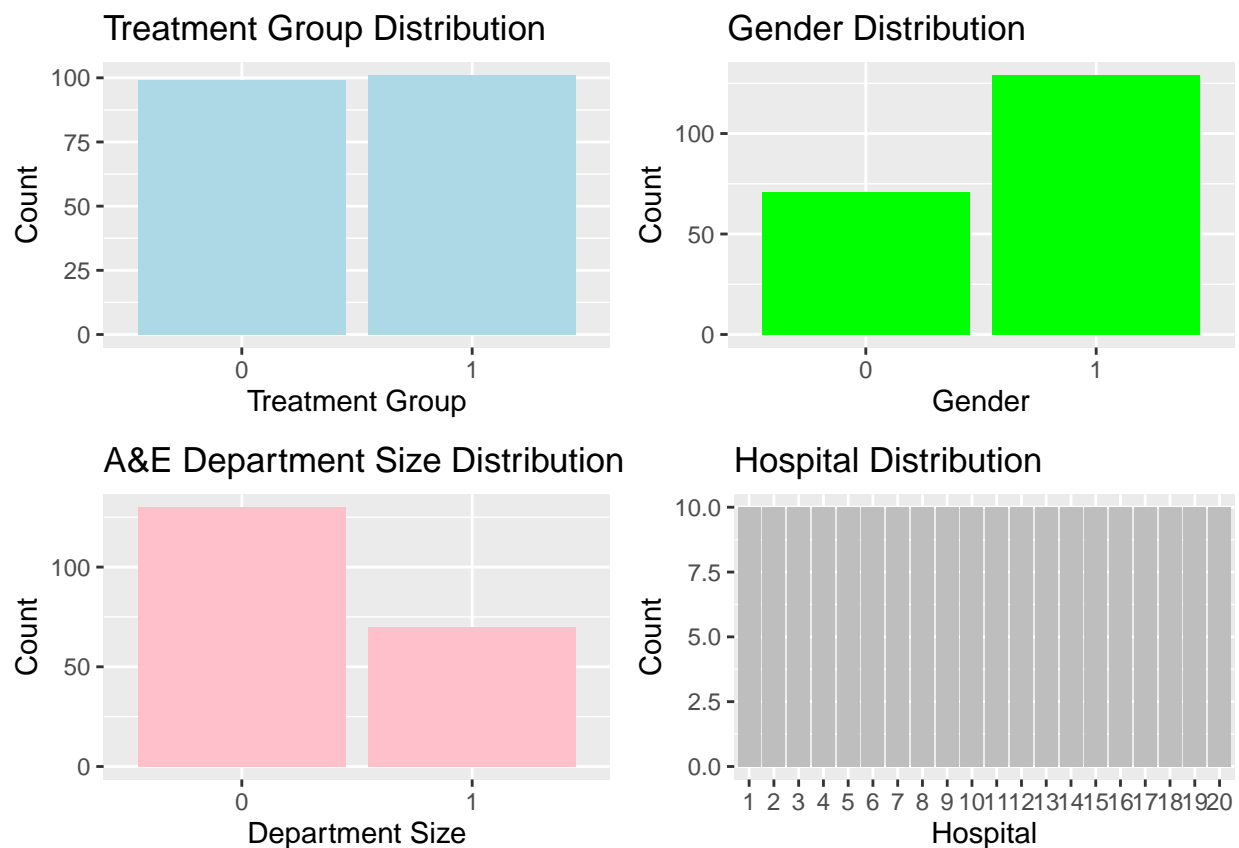 Treatment Group Distribution
100
75
50
25
0
Count
0 1
Treatment Group
Gender Distribution
100
50
0
Count
0 1
Gender
A&E Department Size Distribution
100
50
0
Count
0 1
Department Size
Hospital Distribution
10.0
7.5
5.0
2.5
0.0
Count
1 2 3 4 5 6 7 8 9 10 11 12 13 14 15 16 17 18 19 20
Hospital